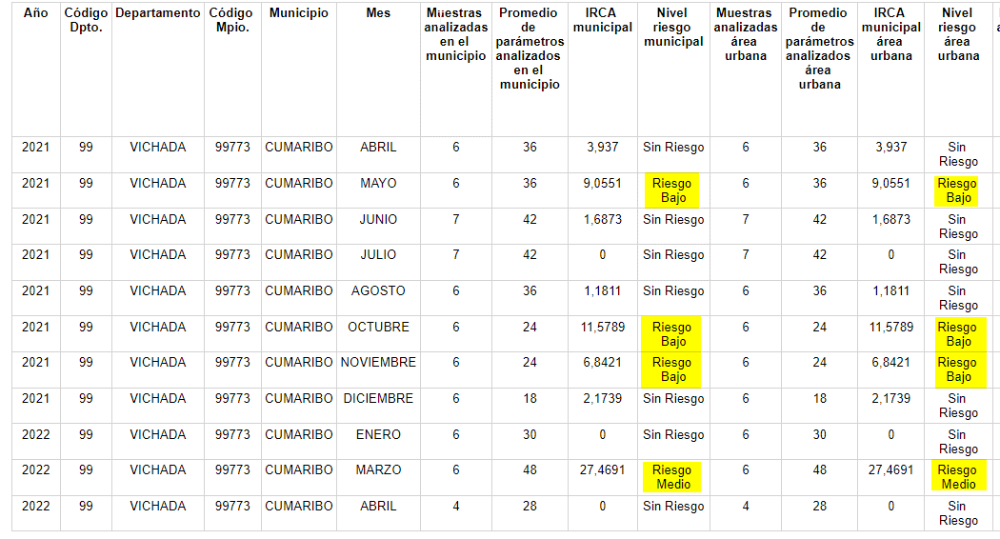 Año Código Dpto. Departamento Código Mpio. Municipio Mes Muestras analizadas en el municipio Promedio de parámetros analizados en el municipio IRCA municipal Nivel riesgo municipal Muestras analizadas área urbana Promedio de parámetros analizados área urbana IRCA municipal área urbana Nivel riesgo área urbana
2021 99 VICHADA 99773 CUMARIBO ABRIL 6 36 3,937 Sin Riesgo 6 36 3,937 Sin Riesgo
2021 99 VICHADA 99773 CUMARIBO MAYO 6 36 9,0551 Riesgo Bajo 6 36 9,0551 Riesgo Bajo
2021 99 VICHADA 99773 CUMARIBO JUNIO 7 42 1,6873 Sin Riesgo 7 42 1,6873 Sin Riesgo
2021 99 VICHADA 99773 CUMARIBO JULIO 7 42 0 Sin Riesgo 7 42 0 Sin Riesgo
2021 99 VICHADA 99773 CUMARIBO AGOSTO 6 36 1,1811 Sin Riesgo 6 36 1,1811 Sin Riesgo
2021 99 VICHADA 99773 CUMARIBO OCTUBRE 6 24 11,5789 Riesgo Bajo 6 24 11,5789 Riesgo Bajo
2021 99 VICHADA 99773 CUMARIBO NOVIEMBRE 6 24 6,8421 Riesgo Bajo 6 24 6,8421 Riesgo Bajo
2021 99 VICHADA 99773 CUMARIBO DICIEMBRE 6 18 2,1739 Sin Riesgo 6 18 2,1739 Sin Riesgo
2022 99 VICHADA 99773 CUMARIBO ENERO 6 30 0 Sin Riesgo 6 30 0 Sin Riesgo
2022 99 VICHADA 99773 CUMARIBO MARZO 6 48 27,4691 Riesgo Medio 6 48 27,4691 Riesgo Medio
2022 99 VICHADA 99773 CUMARIBO ABRIL 4 28 0 Sin Riesgo 4 28 0 Sin Riesgo